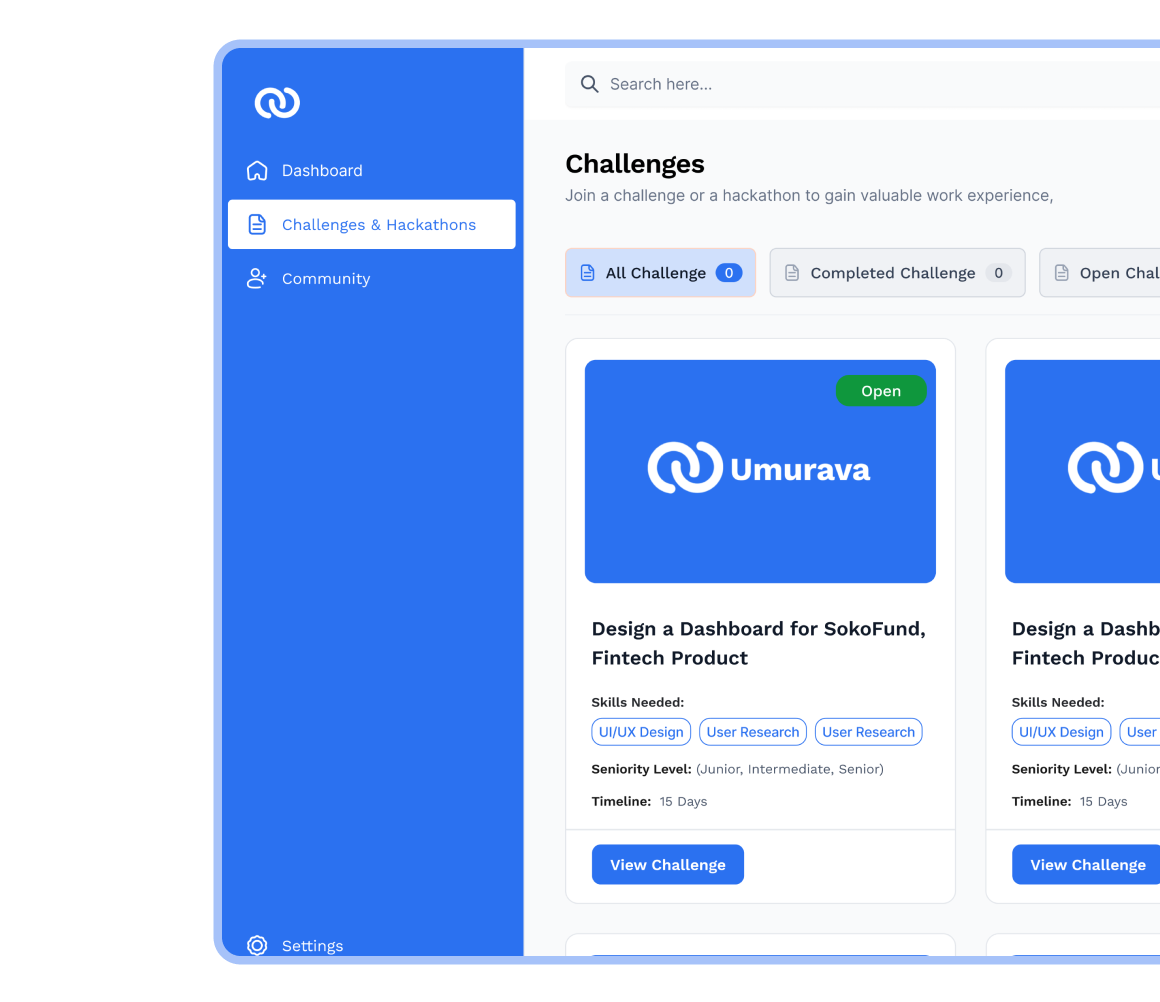 Search here...
Dashboard
Challenges & Hackathons
Community
Settings
Challenges
Join a challenge or a hackathon to gain valuable work experience,
All Challenge 0
Completed Challenge 0
Open Chal
Open
Umurava
Design a Dashboard for SokoFund,
Fintech Product
Skills Needed:
UI/UX Design
User Research
User Research
Seniority Level: (Junior, Intermediate, Senior)
Timeline: 15 Days
View Challenge
Design a Dashb
Fintech Produc
Skills Needed:
UI/UX Design
User
Seniority Level: (Junior
Timeline: 15 Days
View Challenge